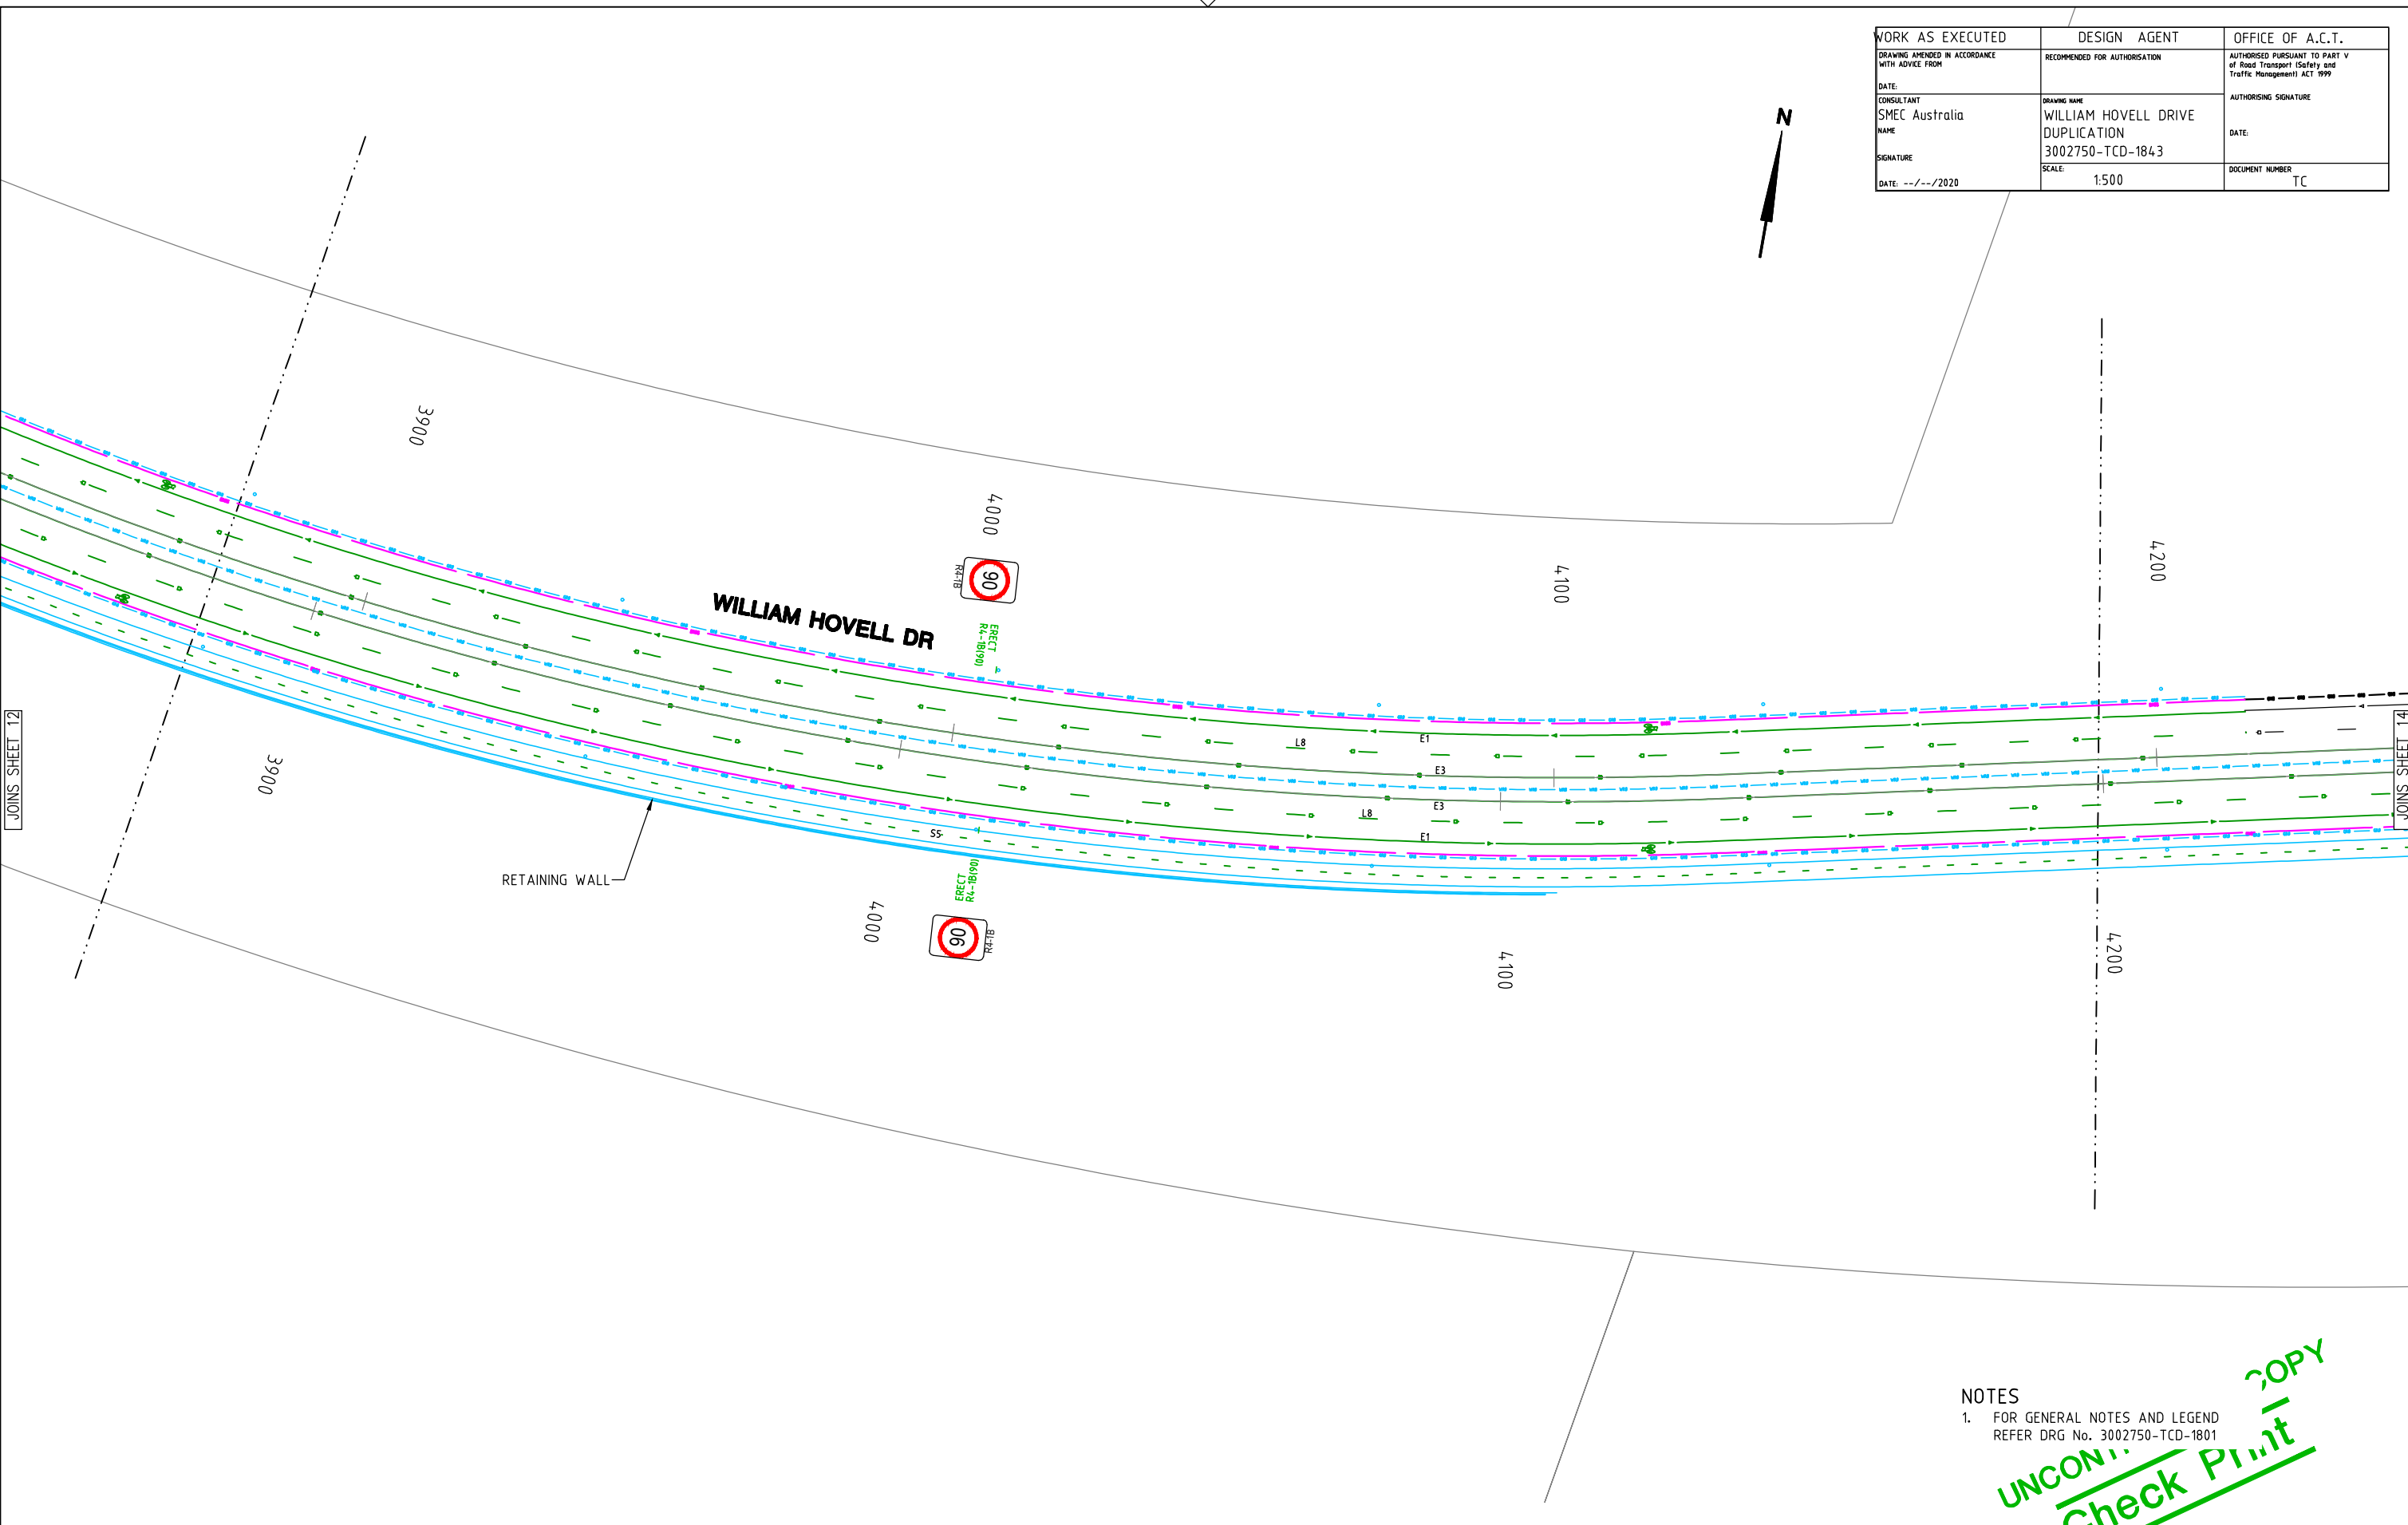 WORK AS EXECUTED
DRAWING AMENDED IN ACCORDANCE
WITH ADVICE FROM
DATE:
CONSULTANT
SMEC Australia
NAME
SIGNATURE
DATE: --/--/2020
DESIGN AGENT
RECOMMENDED FOR AUTHORISATION
DRAWING NAME
WILLIAM HOVELL DRIVE
DUPLICATION
3002750-TCD-1843
SCALE:
1:500
OFFICE OF A.C.T.
AUTHORISED PURSUANT TO PART V
of Road Transport (Safety and
Traffic Management) ACT 1999
AUTHORISING SIGNATURE
DATE:
DOCUMENT NUMBER
TC
N
3900
4000
90
R4-1B
ERECT
R4-1B(90)
WILLIAM HOVELL DR
4100
4200
JOINS SHEET 12
JOINS SHEET 14
L8
E1
E3
E3
L8
E1
S5
3900
RETAINING WALL
ERECT
R4-1B(90)
90
R4-1B
4000
4100
4200
NOTES
1. FOR GENERAL NOTES AND LEGEND
REFER DRG No. 3002750-TCD-1801
COPY
Check Print